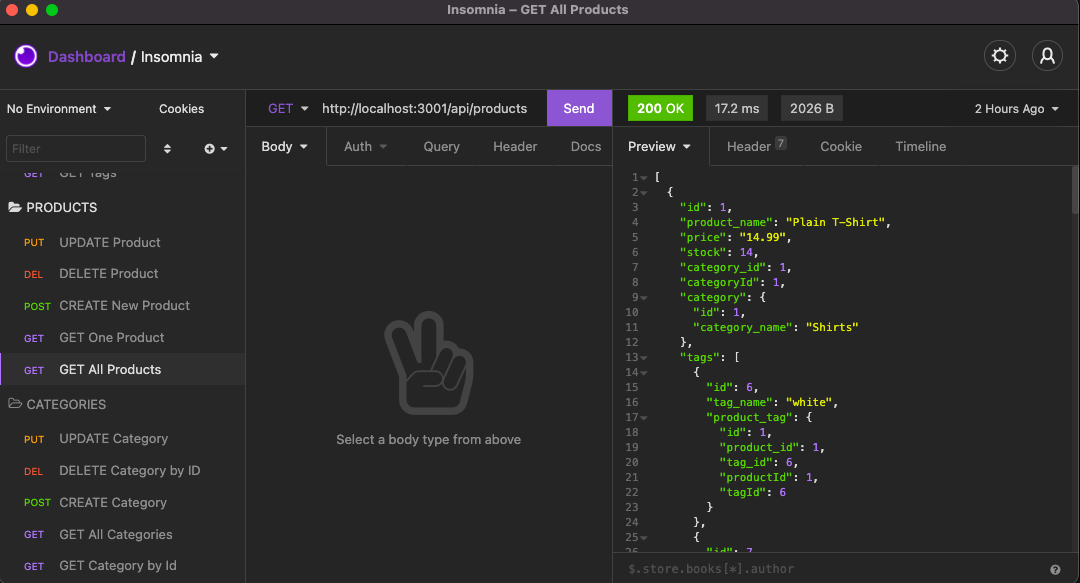 Insomnia – GET All Products
Dashboard / Insomnia
No Environment
Cookies
Filter
GET GET Tags
PRODUCTS
PUT UPDATE Product
DEL DELETE Product
POST CREATE New Product
GET GET One Product
GET GET All Products
CATEGORIES
PUT UPDATE Category
DEL DELETE Category by ID
POST CREATE Category
GET GET All Categories
GET GET Category by Id
GET http://localhost:3001/api/products Send
Body Auth Query Header Docs
Select a body type from above
200 OK 17.2 ms 2026 B 2 Hours Ago
Preview Header 7 Cookie Timeline
1 [
2 {
3 "id": 1,
4 "product_name": "Plain T-Shirt",
5 "price": "14.99",
6 "stock": 14,
7 "category_id": 1,
8 "categoryId": 1,
9 "category": {
10 "id": 1,
11 "category_name": "Shirts"
12 },
13 "tags": [
14 {
15 "id": 6,
16 "tag_name": "white",
17 "product_tag": {
18 "id": 1,
19 "product_id": 1,
20 "tag_id": 6,
21 "productId": 1,
22 "tagId": 6
23 }
24 },
25 {
26 "id": 7
$.store.books[*].author